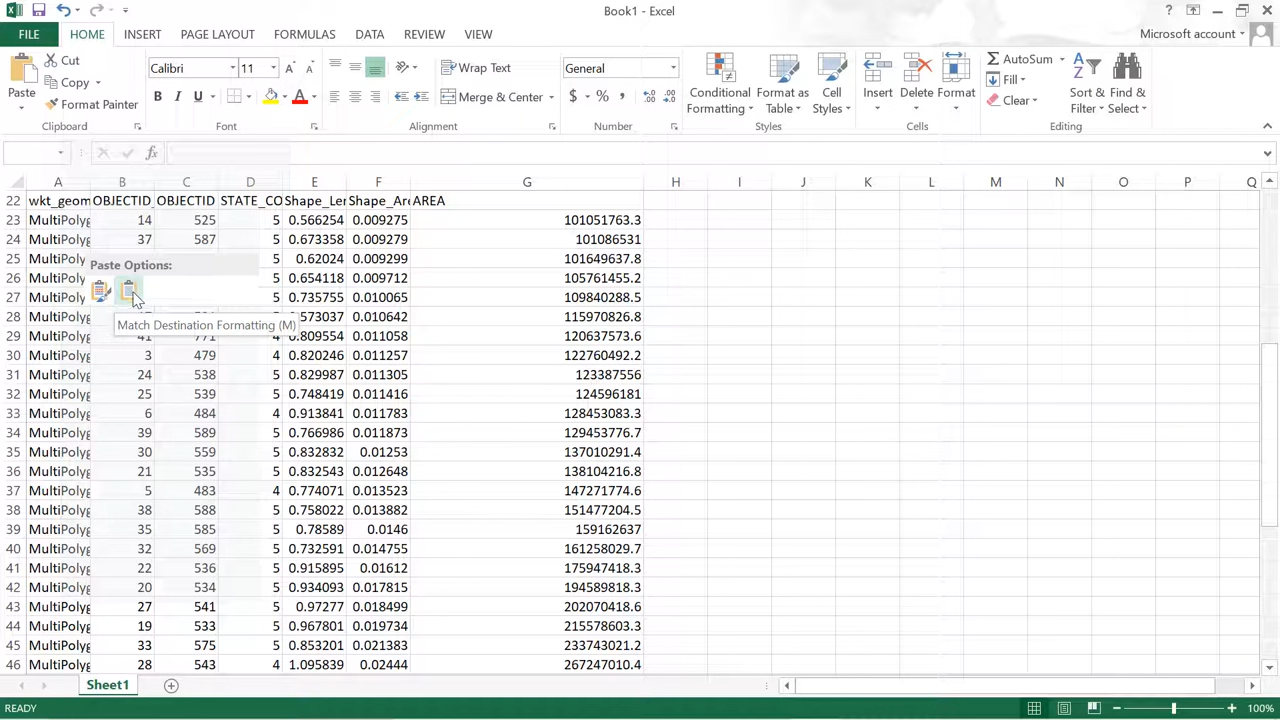 Book1 - Excel
FILE HOME INSERT PAGE LAYOUT FORMULAS DATA REVIEW VIEW Microsoft account
Paste Cut Copy Format Painter Clipboard
Calibri 11 B I U A Font
Wrap Text Merge & Center Alignment
General $ % , Number
Conditional Formatting Format as Table Cell Styles Styles
Insert Delete Format Cells
AutoSum Fill Clear Sort & Filter Find & Select Editing
fx
A B C D E F G H I J K L M N O P Q
22 wkt_geom OBJECTID_ OBJECTID STATE_CO Shape_Len Shape_Are AREA
23 MultiPolyg 14 525 5 0.566254 0.009275 101051763.3
24 MultiPolyg 37 587 5 0.673358 0.009279 101086531
25 MultiPolyg 5 0.62024 0.009299 101649637.8
26 MultiPolyg 5 0.654118 0.009712 105761455.2
27 MultiPolyg 5 0.735755 0.010065 109840288.5
28 MultiPolyg 0.573037 0.010642 115970826.8
29 MultiPolyg 41 771 4 0.809554 0.011058 120637573.6
30 MultiPolyg 3 479 4 0.820246 0.011257 122760492.2
31 MultiPolyg 24 538 5 0.829987 0.011305 123387556
32 MultiPolyg 25 539 5 0.748419 0.011416 124596181
33 MultiPolyg 6 484 4 0.913841 0.011783 128453083.3
34 MultiPolyg 39 589 5 0.766986 0.011873 129453776.7
35 MultiPolyg 30 559 5 0.832832 0.01253 137010291.4
36 MultiPolyg 21 535 5 0.832543 0.012648 138104216.8
37 MultiPolyg 5 483 4 0.774071 0.013523 147271774.6
38 MultiPolyg 38 588 5 0.758022 0.013882 151477204.5
39 MultiPolyg 35 585 5 0.78589 0.0146 159162637
40 MultiPolyg 32 569 5 0.732591 0.014755 161258029.7
41 MultiPolyg 22 536 5 0.915895 0.01612 175947418.3
42 MultiPolyg 20 534 5 0.934093 0.017815 194589818.3
43 MultiPolyg 27 541 5 0.97277 0.018499 202070418.6
44 MultiPolyg 19 533 5 0.967801 0.019734 215578603.3
45 MultiPolyg 33 575 5 0.853201 0.021383 233743021.2
46 MultiPolyg 28 543 4 1.095839 0.02444 267247010.4
Paste Options:
Match Destination Formatting (M)
Sheet1
READY 100%